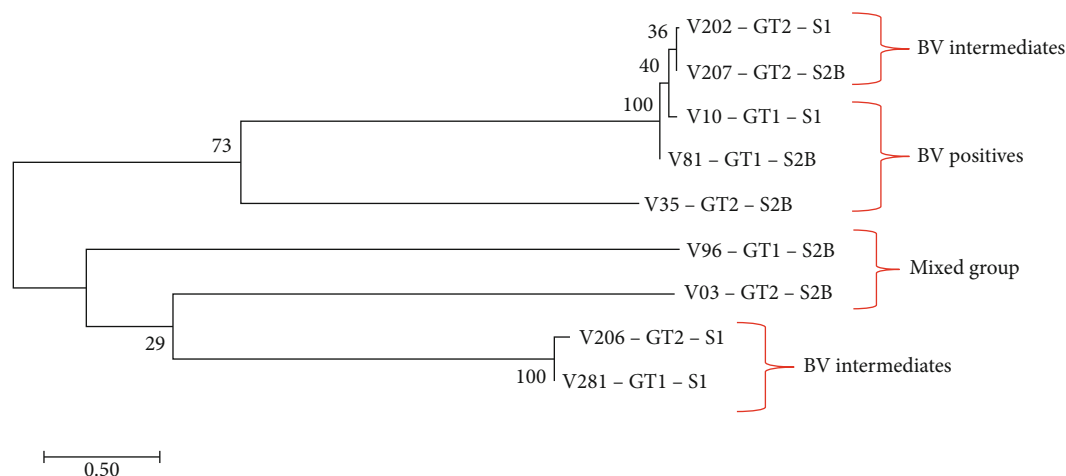 36
V202 – GT2 – S1
BV intermediates
40
V207 – GT2 – S2B
100
V10 – GT1 – S1
73
V81 – GT1 – S2B
BV positives
V35 – GT2 – S2B
V96 – GT1 – S2B
Mixed group
V03 – GT2 – S2B
29
V206 – GT2 – S1
BV intermediates
100
V281 – GT1 – S1
0.50